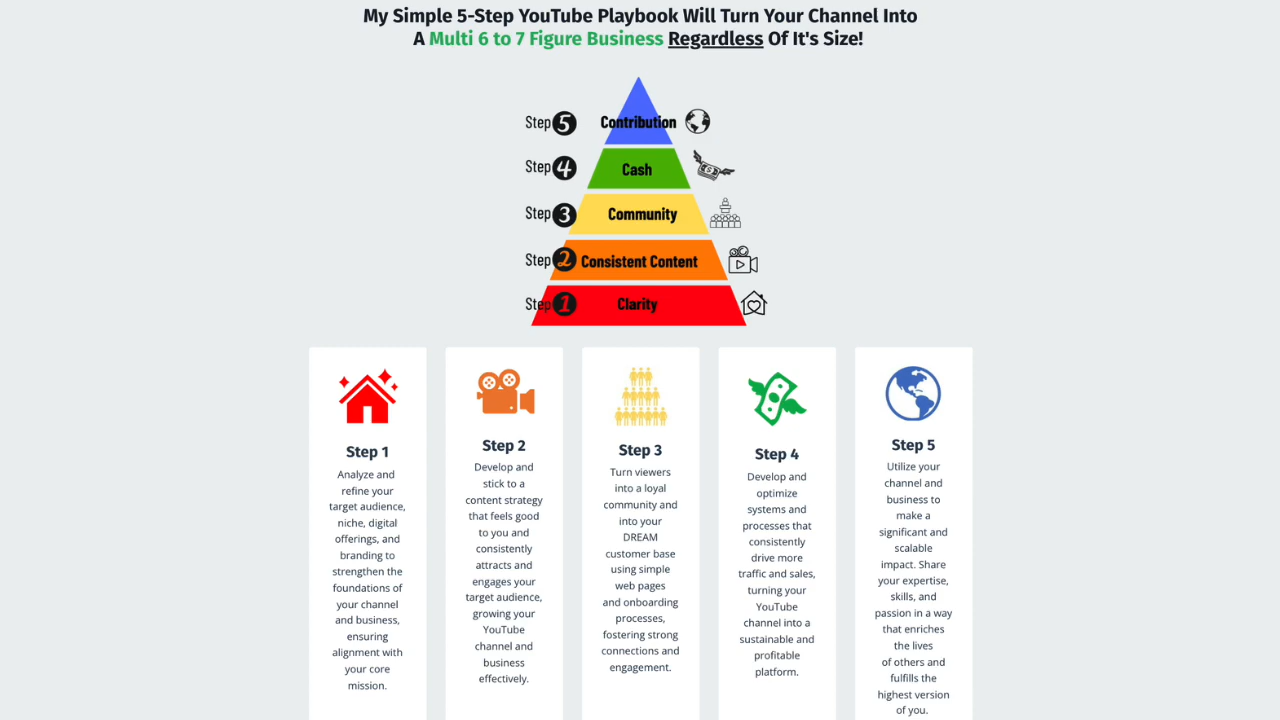 My Simple 5-Step YouTube Playbook Will Turn Your Channel Into
A Multi 6 to 7 Figure Business Regardless Of It's Size!
Step 5 Contribution
Step 4 Cash
Step 3 Community
Step 2 Consistent Content
Step 1 Clarity
Step 1
Analyze and
refine your
target audience,
niche, digital
offerings, and
branding to
strengthen the
foundations of
your channel
and business,
ensuring
alignment with
your core
mission.
Step 2
Develop and
stick to a
content strategy
that feels good
to you and
consistently
attracts and
engages your
target audience,
growing your
YouTube
channel and
business
effectively.
Step 3
Turn viewers
into a loyal
community and
into your
DREAM
customer base
using simple
web pages
and onboarding
processes,
fostering strong
connections and
engagement.
Step 4
Develop and
optimize
systems and
processes that
consistently
drive more
traffic and sales,
turning your
YouTube
channel into a
sustainable and
profitable
platform.
Step 5
Utilize your
channel and
business to
make a
significant and
scalable
impact. Share
your expertise,
skills, and
passion in a way
that enriches
the lives
of others and
fulfills the
highest version
of you.